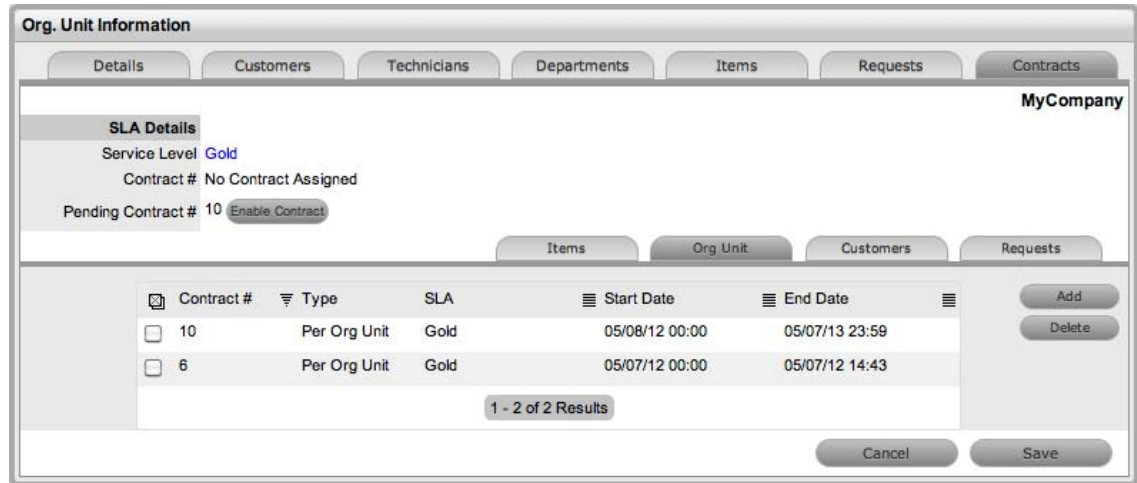 Org. Unit Information
Details Customers Technicians Departments Items Requests Contracts
MyCompany
SLA Details
Service Level Gold
Contract # No Contract Assigned
Pending Contract # 10 Enable Contract
Items Org Unit Customers Requests
Contract # Type SLA Start Date End Date Add
10 Per Org Unit Gold 05/08/12 00:00 05/07/13 23:59 Delete
6 Per Org Unit Gold 05/07/12 00:00 05/07/12 14:43
1 - 2 of 2 Results
Cancel Save